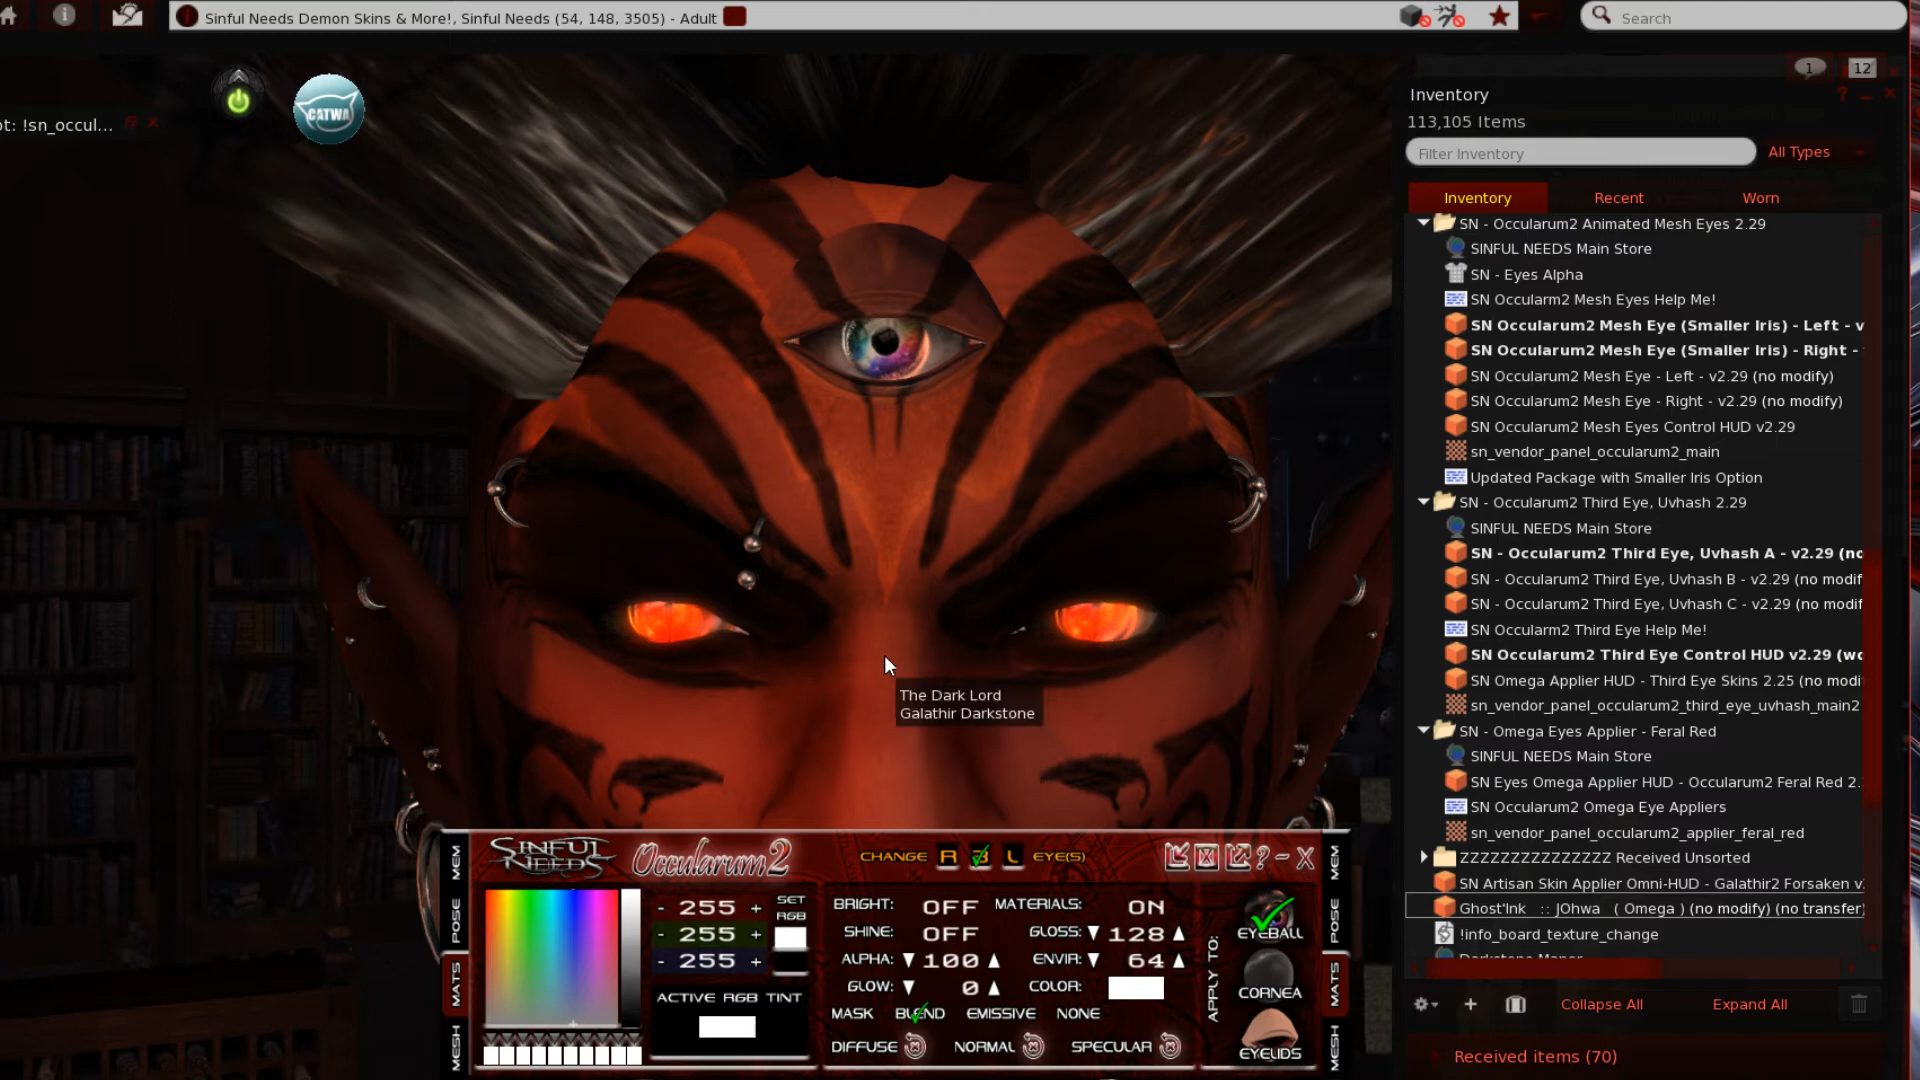 Sinful Needs Demon Skins & More!, Sinful Needs (54, 148, 3505) - Adult
Search
1
12
ot: !sn_occul...
CATWA
Inventory
113,105 Items
Filter Inventory
All Types
Inventory
Recent
Worn
SN - Occularum2 Animated Mesh Eyes 2.29
SINFUL NEEDS Main Store
SN - Eyes Alpha
SN Occularm2 Mesh Eyes Help Me!
SN Occularum2 Mesh Eye (Smaller Iris) - Left - v
SN Occularum2 Mesh Eye (Smaller Iris) - Right -
SN Occularum2 Mesh Eye - Left - v2.29 (no modify)
SN Occularum2 Mesh Eye - Right - v2.29 (no modify)
SN Occularum2 Mesh Eyes Control HUD v2.29
sn_vendor_panel_occularum2_main
Updated Package with Smaller Iris Option
SN - Occularum2 Third Eye, Uvhash 2.29
SINFUL NEEDS Main Store
SN - Occularum2 Third Eye, Uvhash A - v2.29 (no
SN - Occularum2 Third Eye, Uvhash B - v2.29 (no modif
SN - Occularum2 Third Eye, Uvhash C - v2.29 (no modif
SN Occularm2 Third Eye Help Me!
SN Occularum2 Third Eye Control HUD v2.29 (wo
SN Omega Applier HUD - Third Eye Skins 2.25 (no modi
sn_vendor_panel_occularum2_third_eye_uvhash_main2
SN - Omega Eyes Applier - Feral Red
SINFUL NEEDS Main Store
SN Eyes Omega Applier HUD - Occularum2 Feral Red 2.
SN Occularum2 Omega Eye Appliers
sn_vendor_panel_occularum2_applier_feral_red
ZZZZZZZZZZZZZZZ Received Unsorted
SN Artisan Skin Applier Omni-HUD - Galathir2 Forsaken v
Ghost'Ink :: JOhwa ( Omega ) (no modify) (no transfer)
!info_board_texture_change
Darkstone Manor
Collapse All
Expand All
Received items (70)
The Dark Lord
Galathir Darkstone
SINFUL NEEDS
Occularum2
CHANGE R B L EYE(S)
? - X
MEM
POSE
MATS
MESH
- 255 +
- 255 +
- 255 +
SET RGB
ACTIVE RGB TINT
BRIGHT: OFF
SHINE: OFF
ALPHA: 100
GLOW: 0
MATERIALS: ON
GLOSS: 128
ENVIR: 64
COLOR:
MASK BLEND EMISSIVE NONE
DIFFUSE NORMAL SPECULAR
APPLY TO:
EYEBALL
CORNEA
EYELIDS
MEM
POSE
MATS
MESH